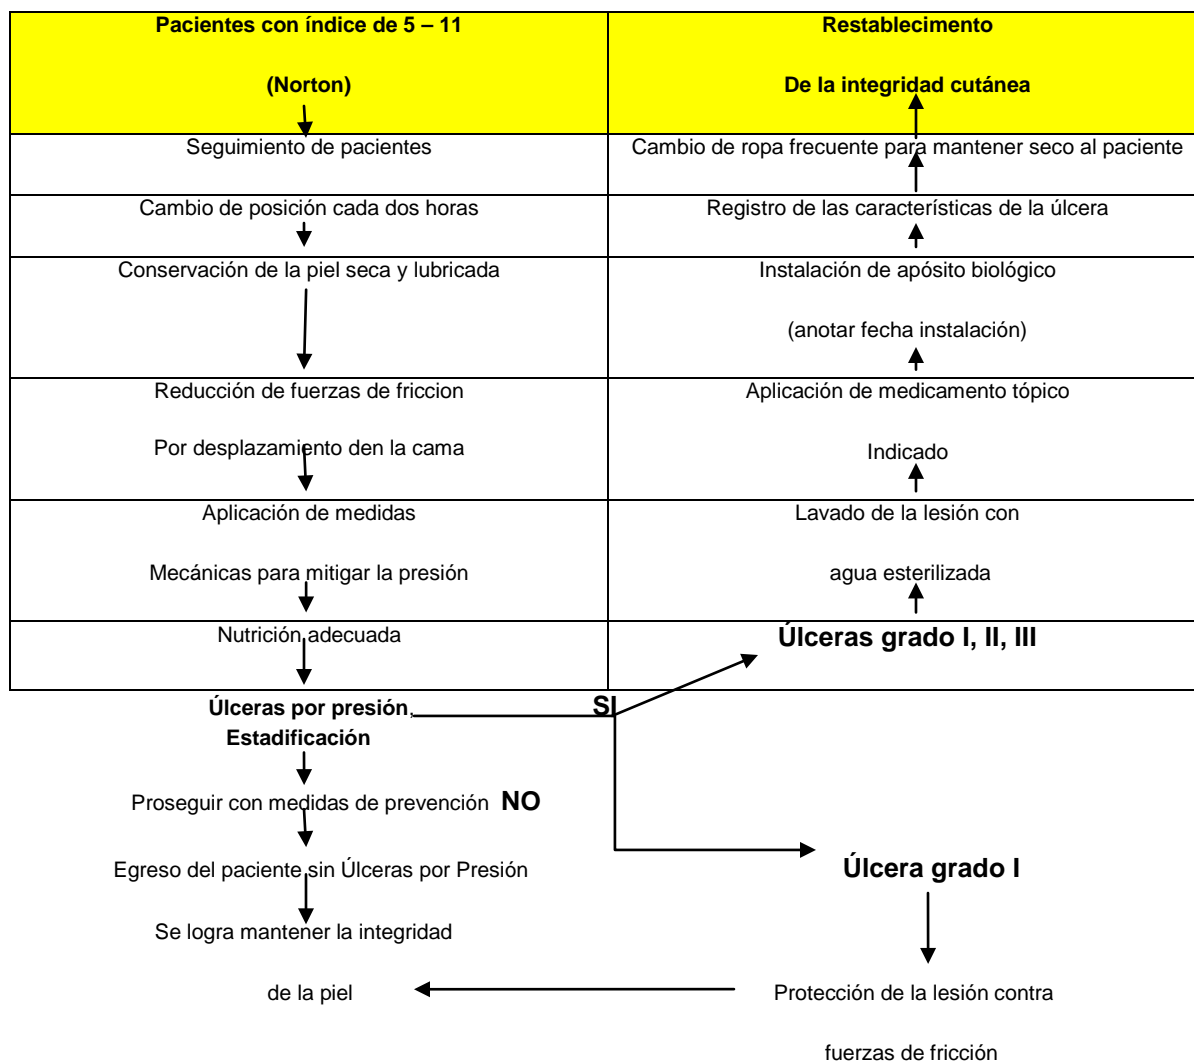 Pacientes con índice de 5 – 11
(Norton)
Restablecimento
De la integridad cutánea
Seguimiento de pacientes
Cambio de ropa frecuente para mantener seco al paciente
Cambio de posición cada dos horas
Registro de las características de la úlcera
Conservación de la piel seca y lubricada
Instalación de apósito biológico
(anotar fecha instalación)
Reducción de fuerzas de friccion
Por desplazamiento den la cama
Aplicación de medicamento tópico
Indicado
Aplicación de medidas
Mecánicas para mitigar la presión
Lavado de la lesión con
agua esterilizada
Nutrición adecuada
Úlceras grado I, II, III
Úlceras por presión,
Estadificación
SI
Proseguir con medidas de prevención NO
Egreso del paciente sin Úlceras por Presión
Úlcera grado I
Se logra mantener la integridad
de la piel
Protección de la lesión contra
fuerzas de fricción